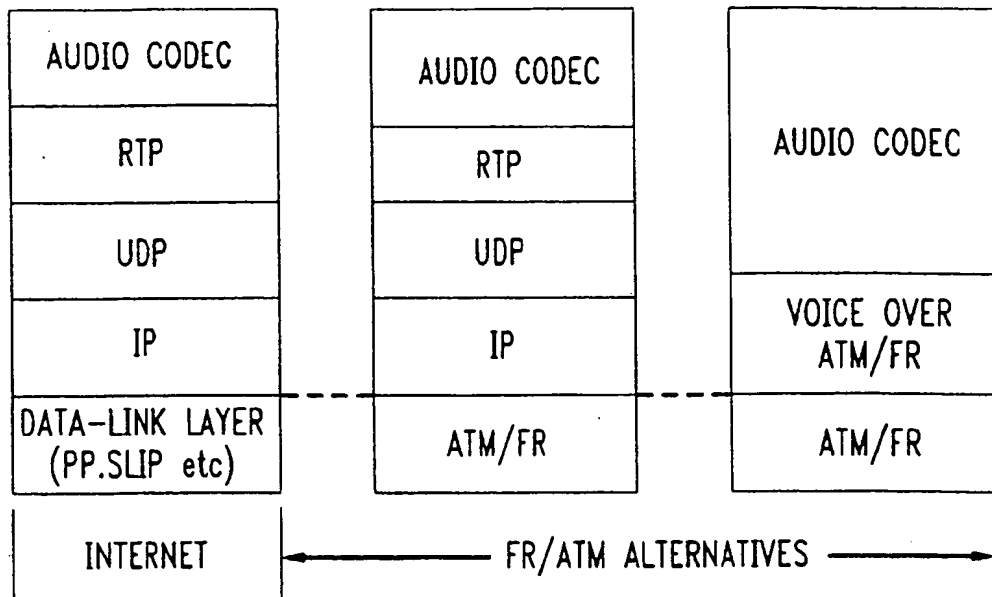 AUDIO CODEC
RTP
UDP
IP
DATA-LINK LAYER
(PP.SLIP etc)
INTERNET
AUDIO CODEC
RTP
UDP
IP
ATM/FR
AUDIO CODEC
VOICE OVER
ATM/FR
ATM/FR
FR/ATM ALTERNATIVES